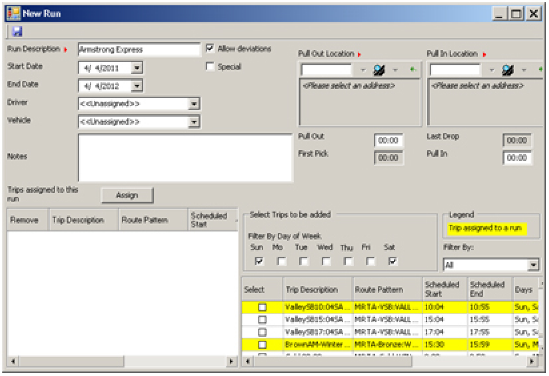 New Run
Run Description
Armstrong Express
Allow deviations
Start Date
4/ 4/2011
Special
End Date
4/ 4/2012
Driver
<<Unassigned>>
Vehicle
<<Unassigned>>
Notes
Pull Out Location
Pull In Location
<Please select an address>
<Please select an address>
Pull Out
00:00
Last Drop
00:00
First Pick
00:00
Pull In
00:00
Trips assigned to this run
Assign
Remove Trip Description Route Pattern Scheduled Start
Select Trips to be added
Filter By Day of Week
Sun Mo Tue Wed Thu Fri Sat
Legend
Trip assigned to a run
Filter By:
All
Select Trip Description Route Pattern Scheduled Start Scheduled End Days
ValleySB10:04SA... MRTA-VSB:VALL... 10:04 10:55 Sun, Sa
ValleySB15:04SA... MRTA-VSB:VALL... 15:04 15:55 Sun, Sa
ValleySB17:04SA... MRTA-VSB:VALL... 17:04 17:55 Sun, Sa
BrownAM-Winter... MRTA-Bronze:W... 15:30 15:59 Sun, M